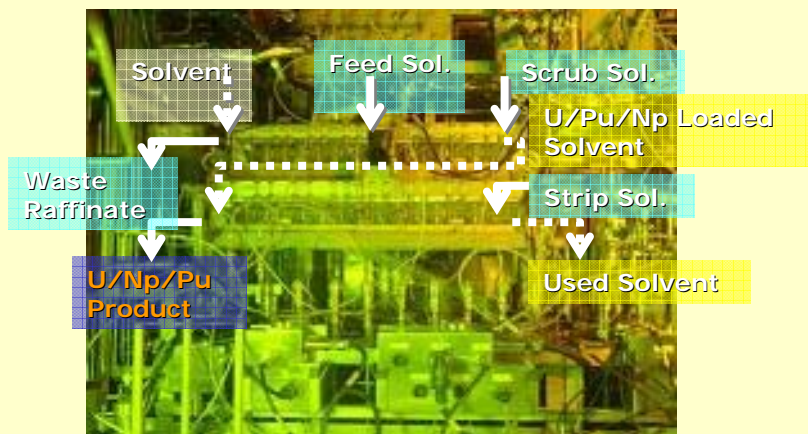 Solvent
Feed Sol.
Scrub Sol.
U/Pu/Np Loaded
Solvent
Waste
Raffinate
Strip Sol.
U/Np/Pu
Product
Used Solvent